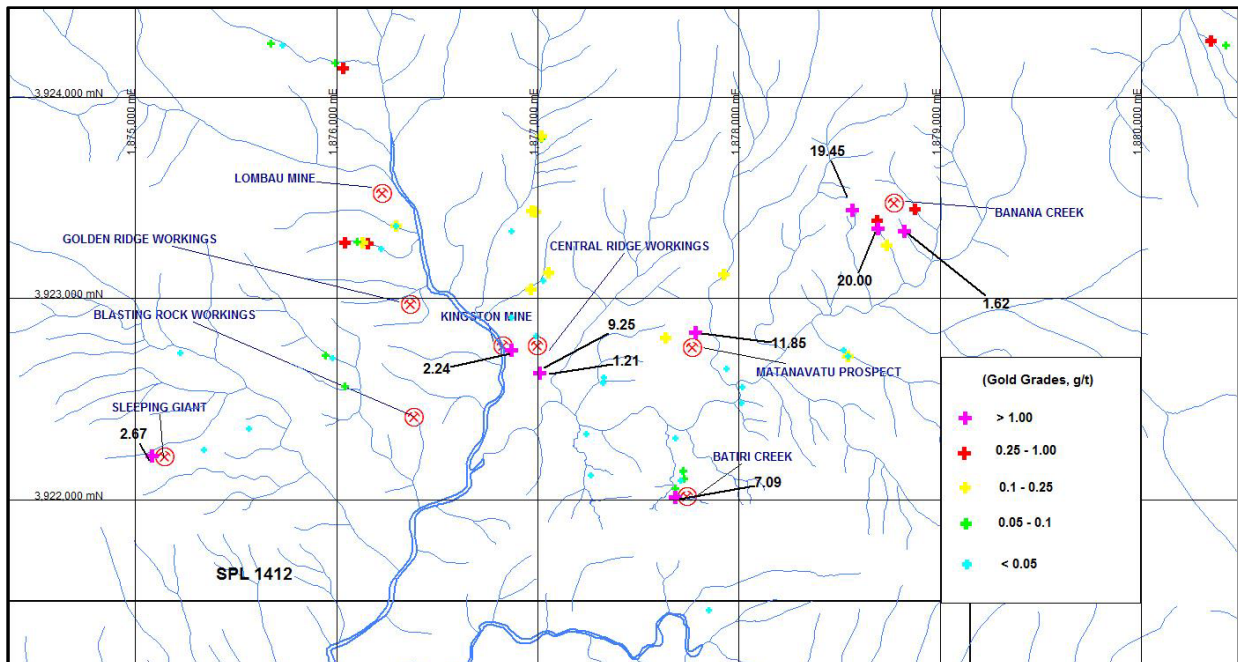 3.924,000 mN
1.875,000 mE
1.876,000 mE
1.877,000 mE
1.878,000 mE
1.879,000 mE
1.880,000 mE
19.45
LOMBAU MINE
BANANA CREEK
GOLDEN RIDGE WORKINGS
CENTRAL RIDGE WORKINGS
20.00
1.62
3.923,000 mN
BLASTING ROCK WORKINGS
KINGSTON MINE
9.25
11.85
2.24
1.21
MATANAVATU PROSPECT
SLEEPING GIANT
2.67
BATIRI CREEK
7.09
3.922,000 mN
SPL 1412
(Gold Grades, g/t)
> 1.00
0.25 - 1.00
0.1 - 0.25
0.05 - 0.1
< 0.05